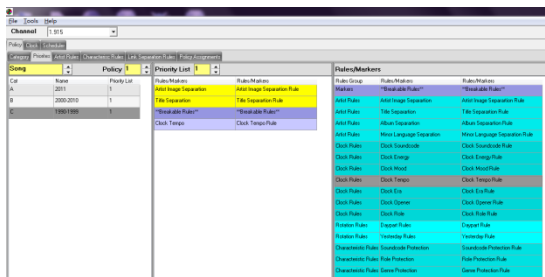 File Tools Help
Channel 1.915
Policy Clock Scheduler
Category Priorities Artist Rules Characteristic Rules Link Separation Rules Policy Assignments
Song Policy 1 Priority List 1 Rules/Markers
Cat Name Priority List Rules/Markers Rules/Markers Rules Group Rules/Markers Rules/Markers
A 2011 1 Artist Image Separation Artist Image Separation Rule Markers **Breakable Rules** **Breakable Rules**
B 2000-2010 1 Title Separation Title Separation Rule Artist Rules Artist Image Separation Artist Image Separation Rule
C 1990-1999 1 **Breakable Rules** **Breakable Rules** Artist Rules Title Separation Title Separation Rule
Clock Tempo Clock Tempo Rule Artist Rules Album Separation Album Separation Rule
Artist Rules Minor Language Separation Minor Language Separation Rule
Clock Rules Clock Soundcode Clock Soundcode Rule
Clock Rules Clock Energy Clock Energy Rule
Clock Rules Clock Mood Clock Mood Rule
Clock Rules Clock Tempo Clock Tempo Rule
Clock Rules Clock Era Clock Era Rule
Clock Rules Clock Opener Clock Opener Rule
Clock Rules Clock Role Clock Role Rule
Rotation Rules Daypart Rules Daypart Rule
Rotation Rules Yesterday Rules Yesterday Rule
Characteristic Rules Soundcode Protection Soundcode Protection Rule
Characteristic Rules Role Protection Role Protection Rule
Characteristic Rules Genre Protection Genre Protection Rule